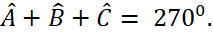 Â + B̂ + Ĉ = 270⁰.